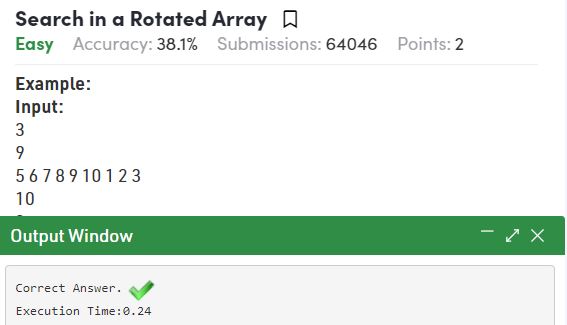 Search in a Rotated Array
Easy Accuracy: 38.1% Submissions: 64046 Points: 2
Example:
Input:
3
9
5 6 7 8 9 10 1 2 3
10
Output Window
Correct Answer.
Execution Time:0.24